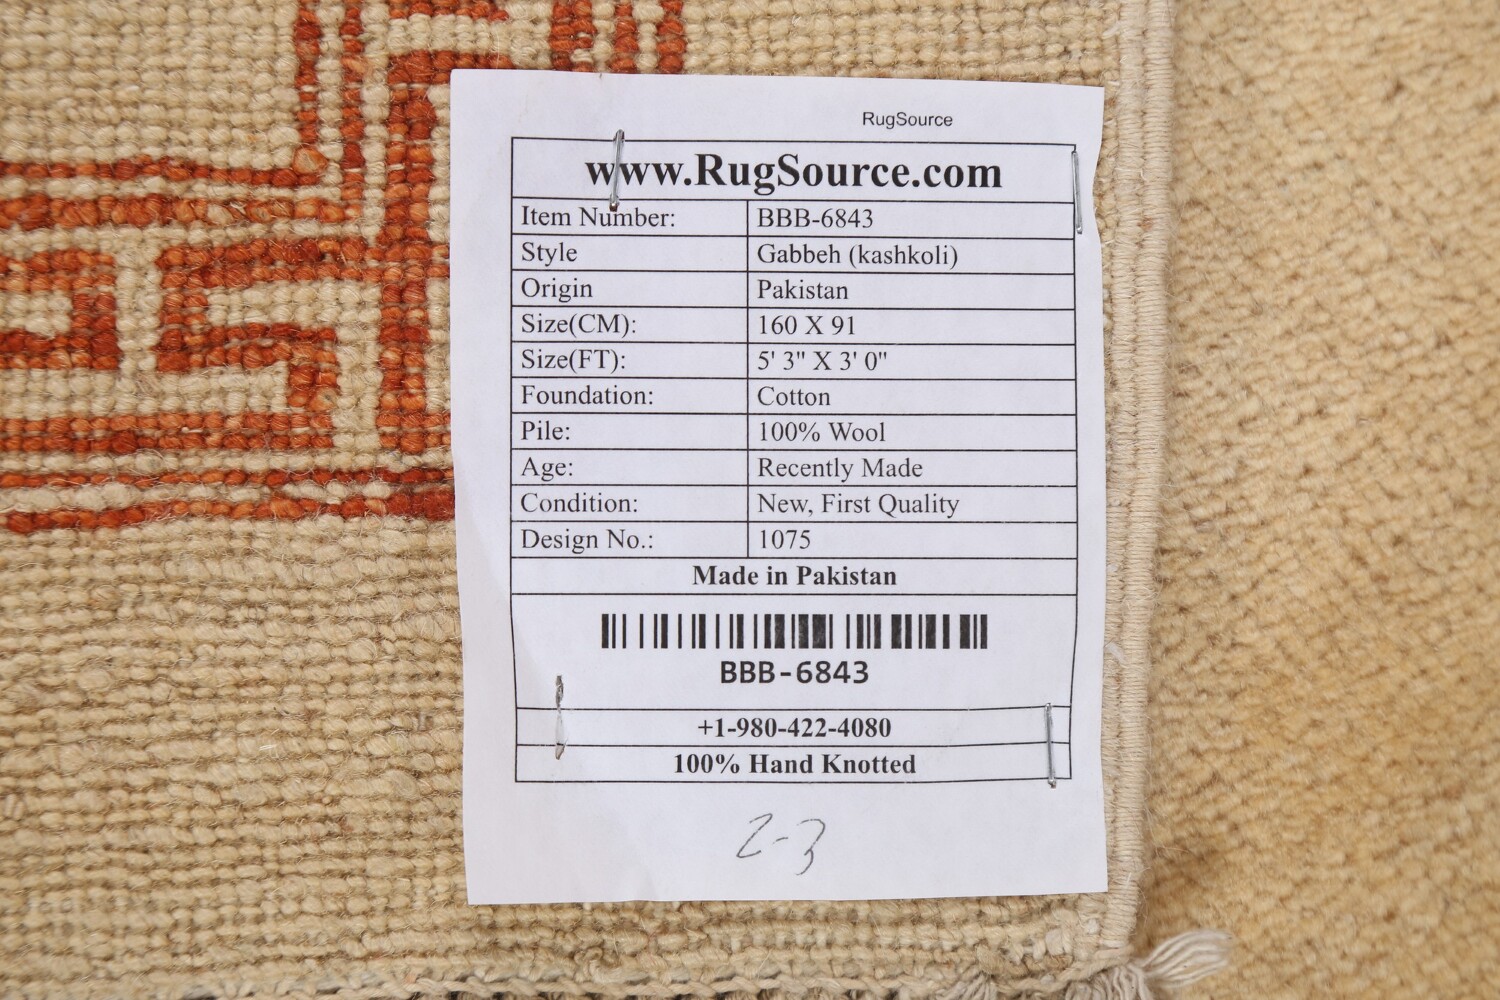 RugSource
www.RugSource.com
Item Number: BBB-6843
Style Gabbeh (kashkoli)
Origin Pakistan
Size(CM): 160 X 91
Size(FT): 5' 3" X 3' 0"
Foundation: Cotton
Pile: 100% Wool
Age: Recently Made
Condition: New, First Quality
Design No.: 1075
Made in Pakistan
BBB-6843
+1-980-422-4080
100% Hand Knotted
2-3